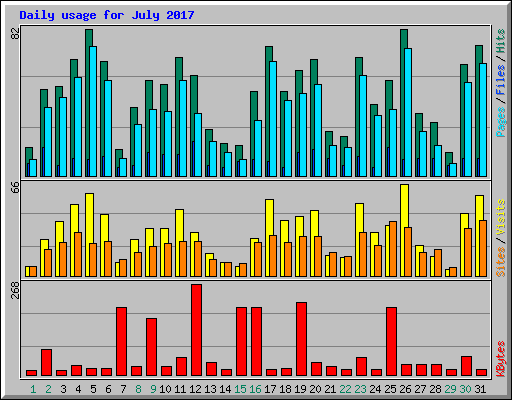 Daily usage for July 2017
82
Pages / Files / Hits
66
Sites / Visits
268
KBytes
1 2 3 4 5 6 7 8 9 10 11 12 13 14 15 16 17 18 19 20 21 22 23 24 25 26 27 28 29 30 31